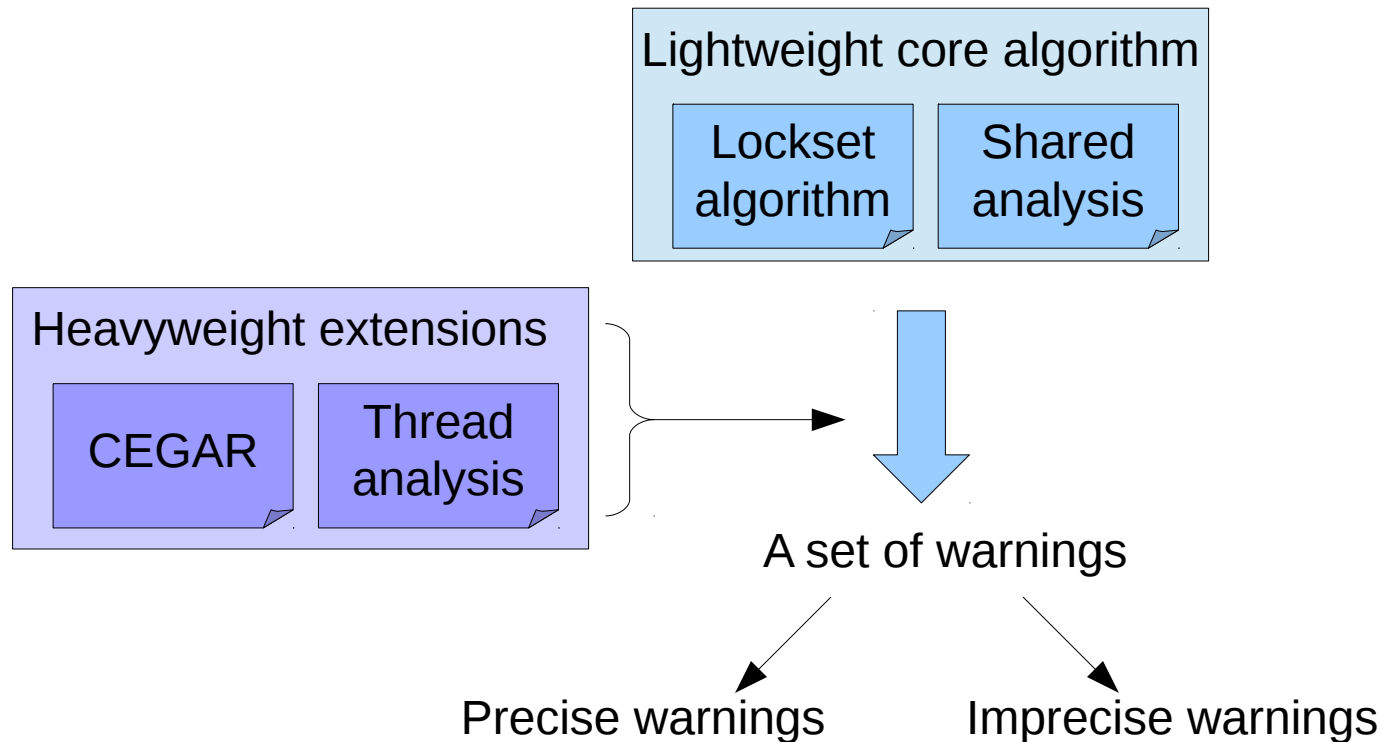 Lightweight core algorithm
Lockset
algorithm
Shared
analysis
Heavyweight extensions
CEGAR
Thread
analysis
A set of warnings
Precise warnings
Imprecise warnings